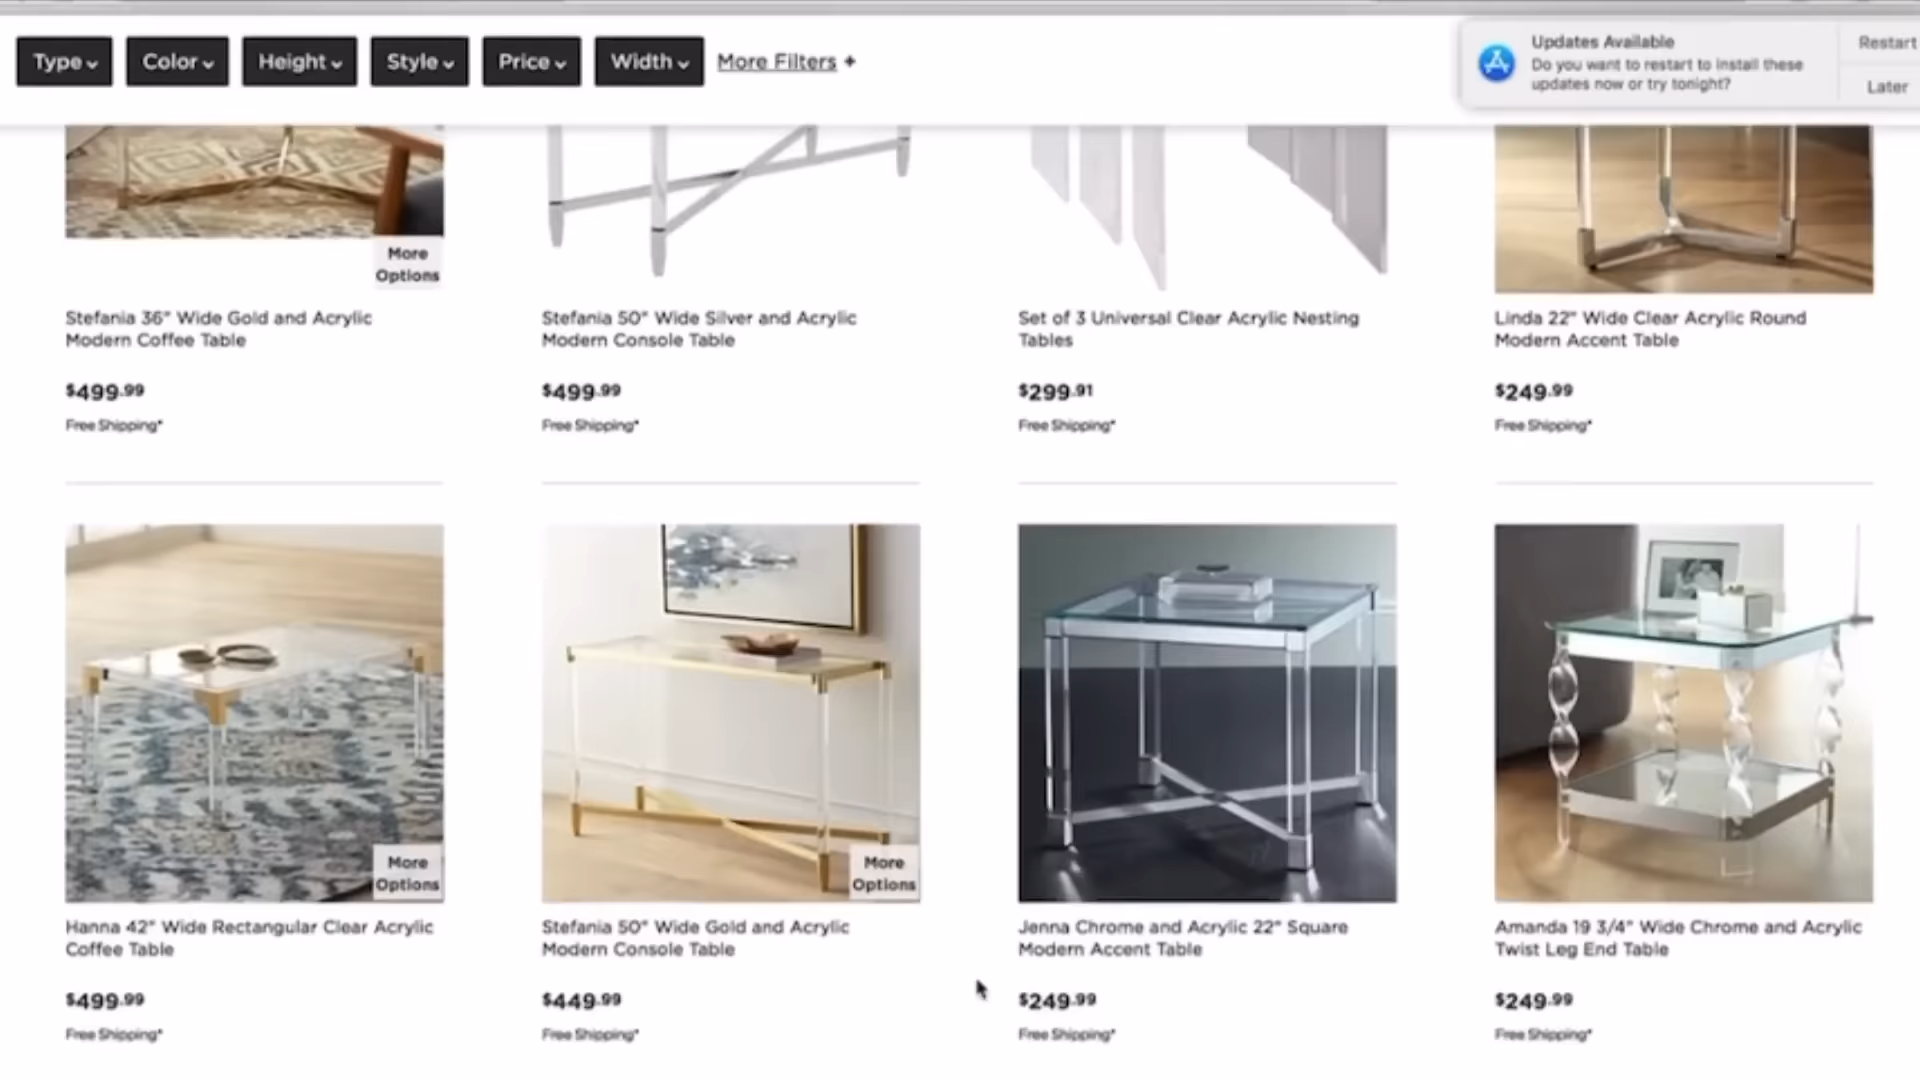 Type
Color
Height
Style
Price
Width
More Filters +
Updates Available
Do you want to restart to install these
updates now or try tonight?
Restart
Later
More
Options
Stefania 36" Wide Gold and Acrylic
Modern Coffee Table
$499.99
Free Shipping*
Stefania 50" Wide Silver and Acrylic
Modern Console Table
$499.99
Free Shipping*
Set of 3 Universal Clear Acrylic Nesting
Tables
$299.91
Free Shipping*
Linda 22" Wide Clear Acrylic Round
Modern Accent Table
$249.99
Free Shipping*
More
Options
Hanna 42" Wide Rectangular Clear Acrylic
Coffee Table
$499.99
Free Shipping*
More
Options
Stefania 50" Wide Gold and Acrylic
Modern Console Table
$449.99
Free Shipping*
Jenna Chrome and Acrylic 22" Square
Modern Accent Table
$249.99
Free Shipping*
Amanda 19 3/4" Wide Chrome and Acrylic
Twist Leg End Table
$249.99
Free Shipping*